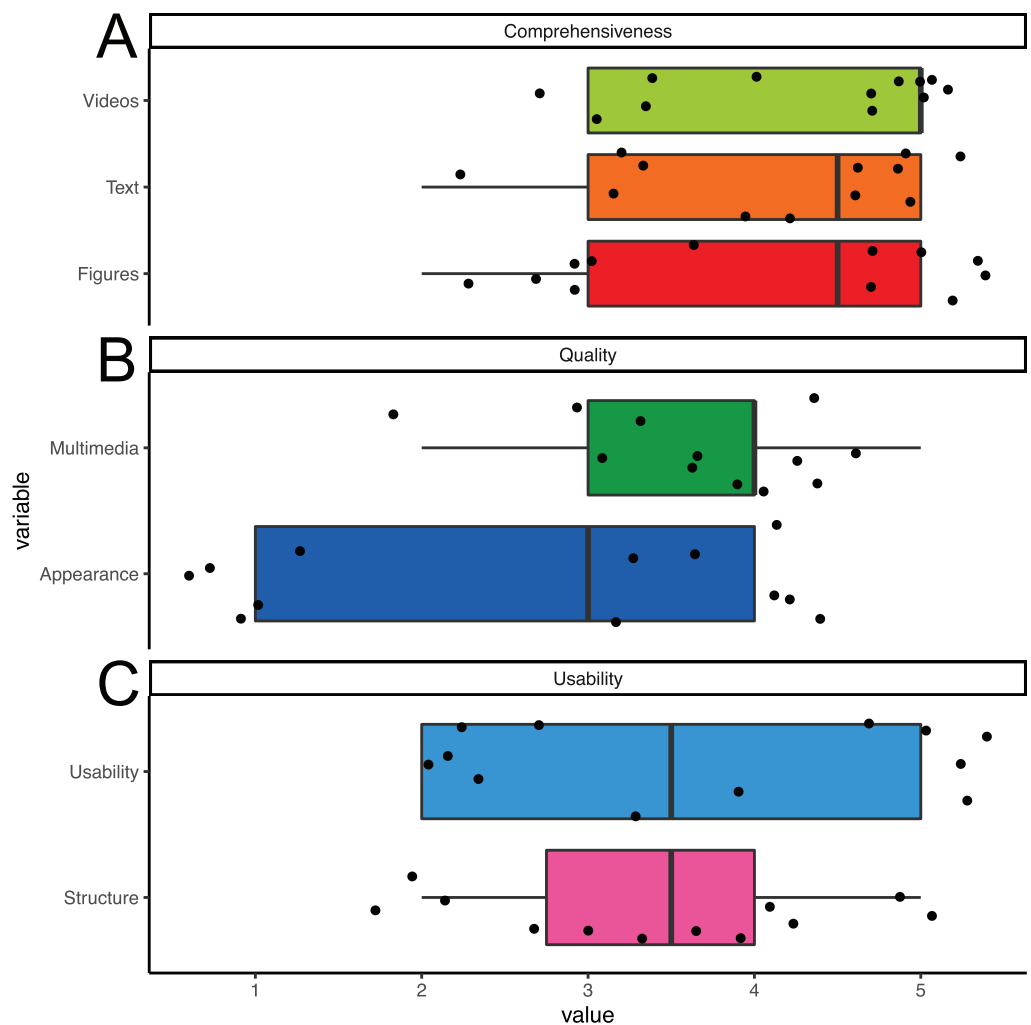 A
Comprehensiveness
Videos
Text
Figures
B
Quality
Multimedia
Appearance
variable
C
Usability
Usability
Structure
1 2 3 4 5
value